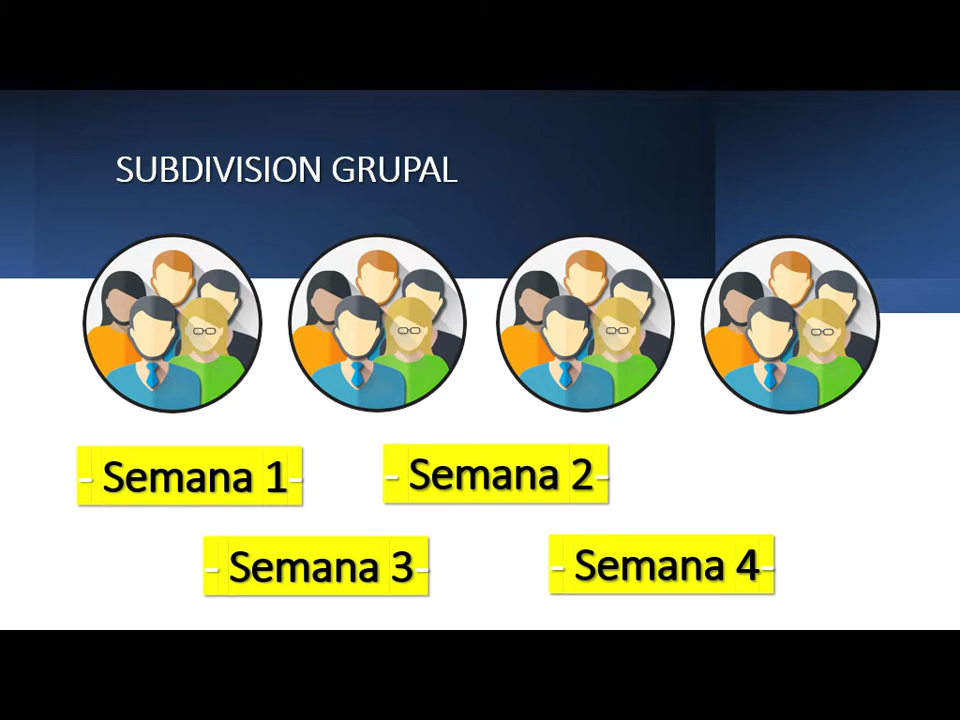 SUBDIVISION GRUPAL
- Semana 1-
- Semana 2-
- Semana 3-
- Semana 4-